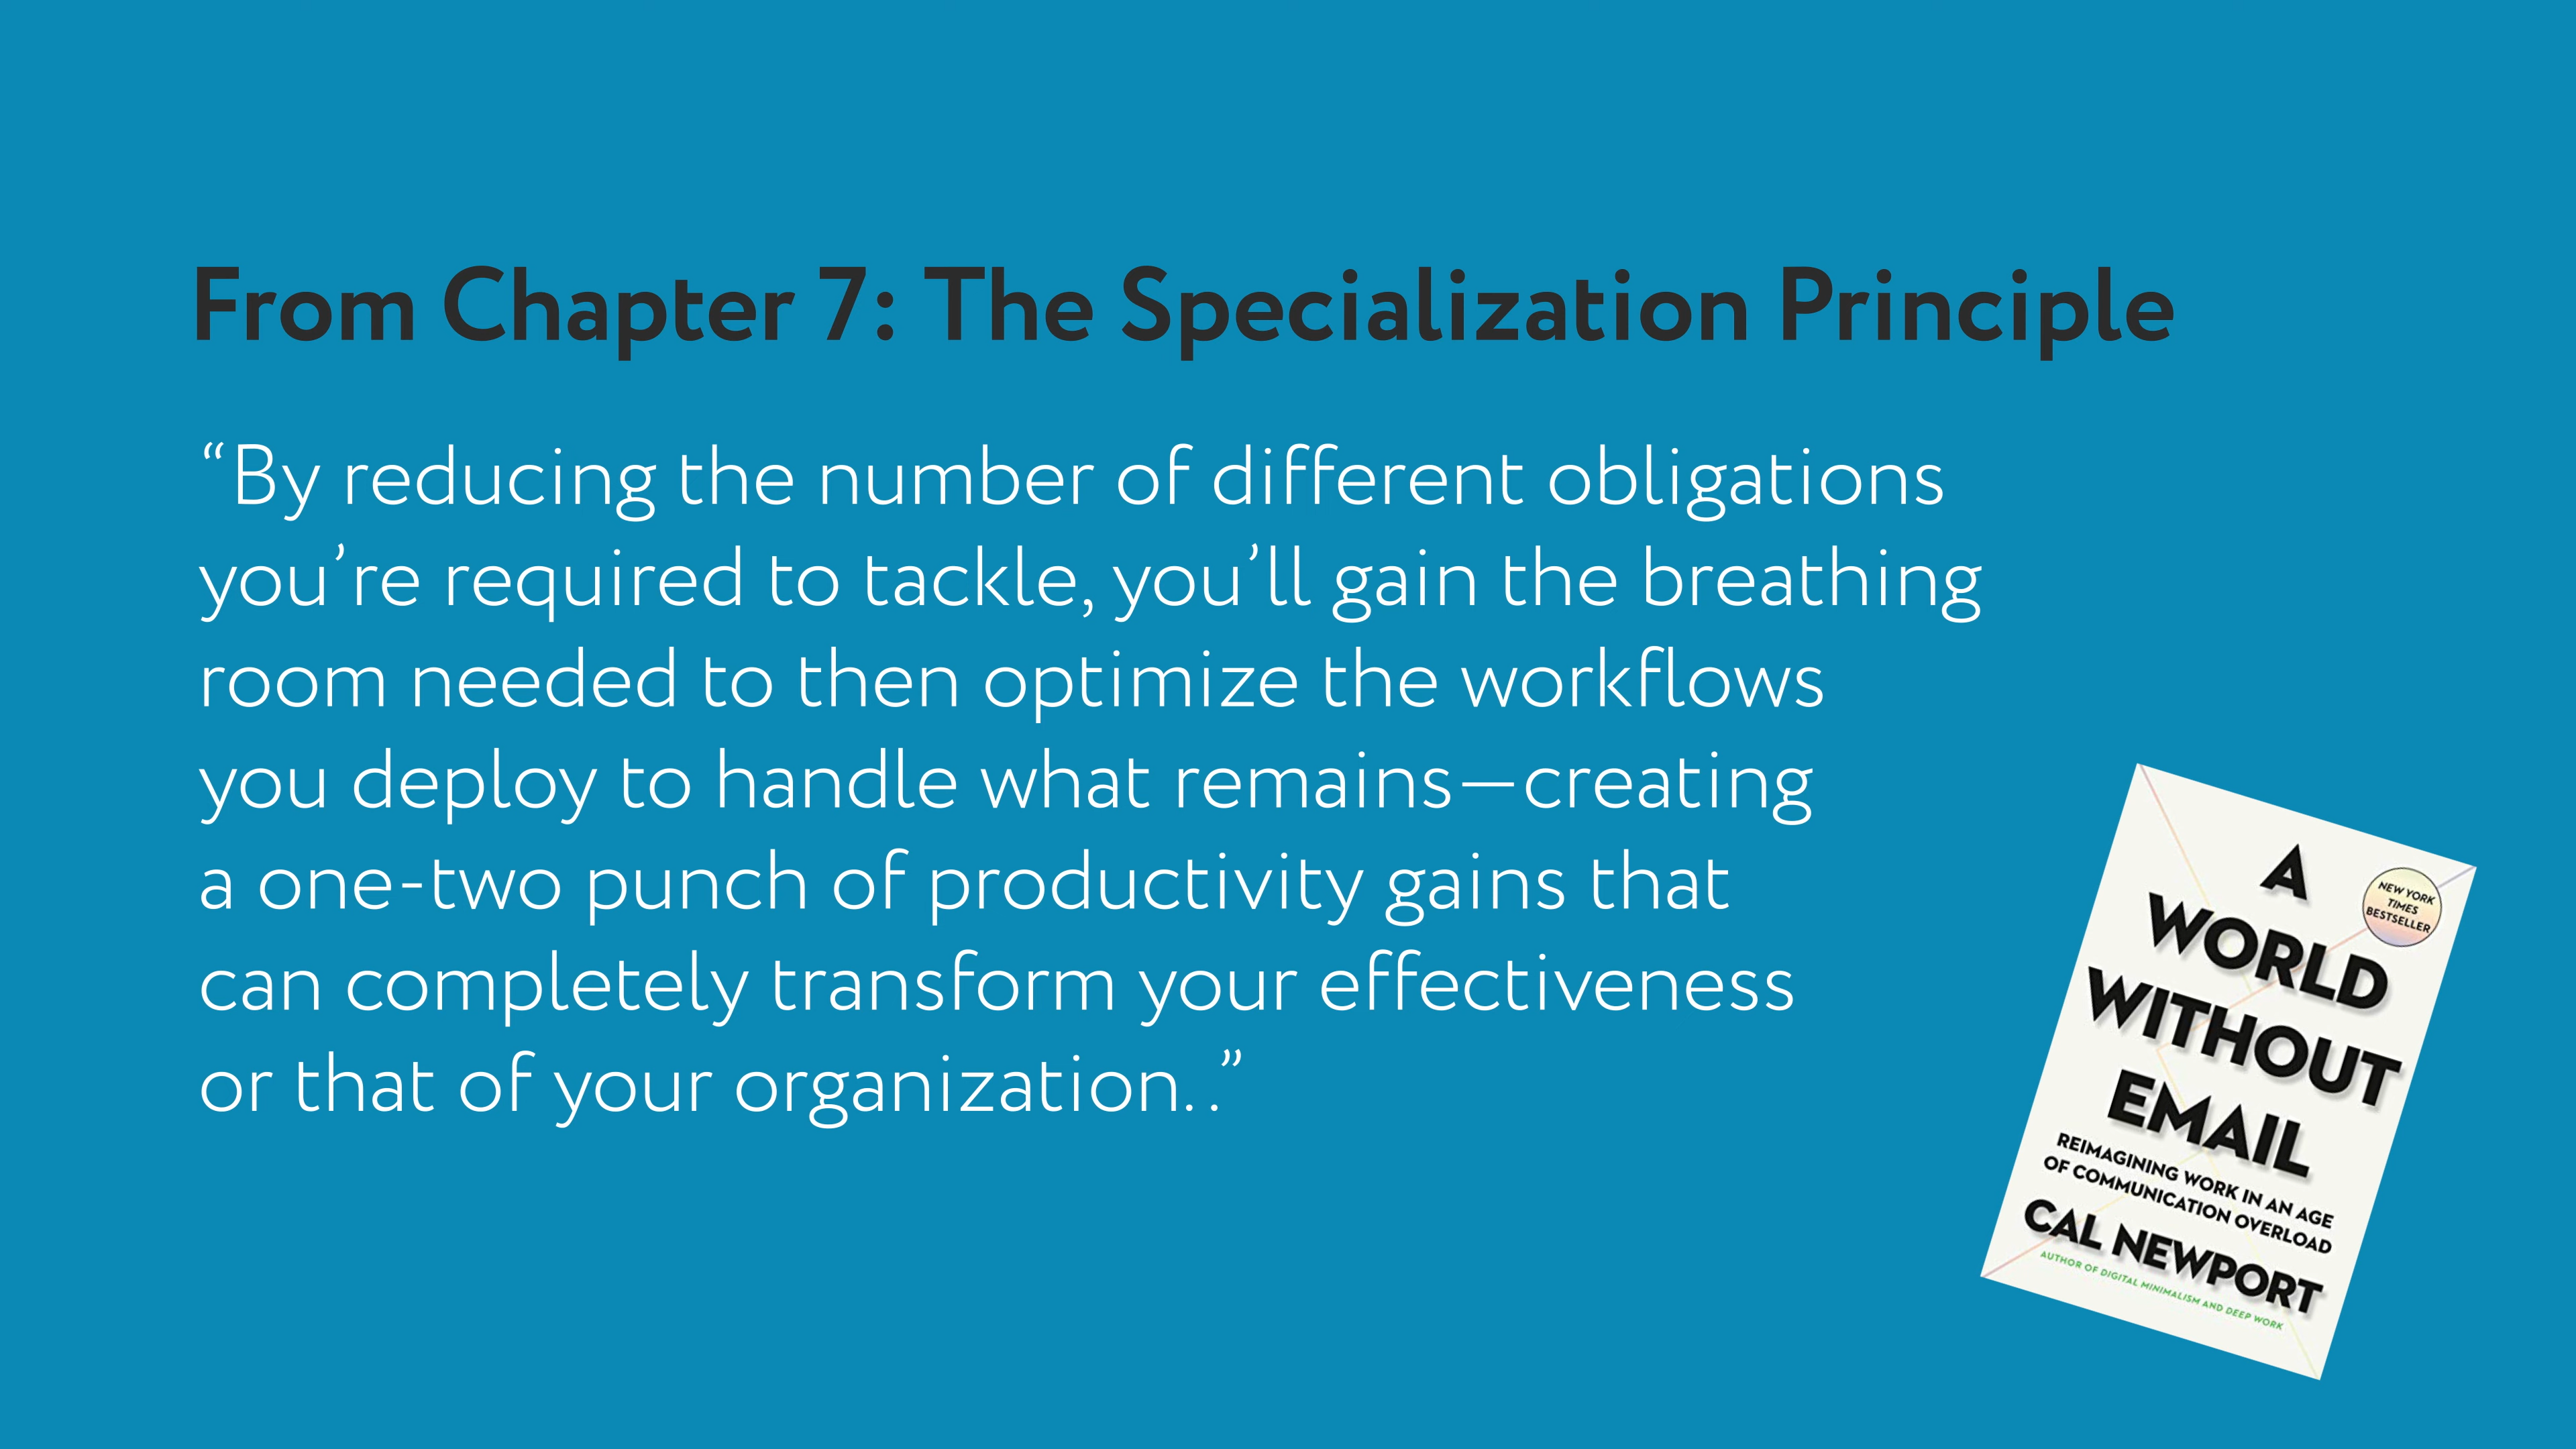 From Chapter 7: The Specialization Principle
“By reducing the number of different obligations
you’re required to tackle, you’ll gain the breathing
room needed to then optimize the workflows
you deploy to handle what remains—creating
a one-two punch of productivity gains that
can completely transform your effectiveness
or that of your organization..”
A
WORLD
WITHOUT
EMAIL
NEW YORK
TIMES
BESTSELLER
REIMAGINING WORK IN AN AGE
OF COMMUNICATION OVERLOAD
CAL NEWPORT
AUTHOR OF DIGITAL MINIMALISM AND DEEP WORK